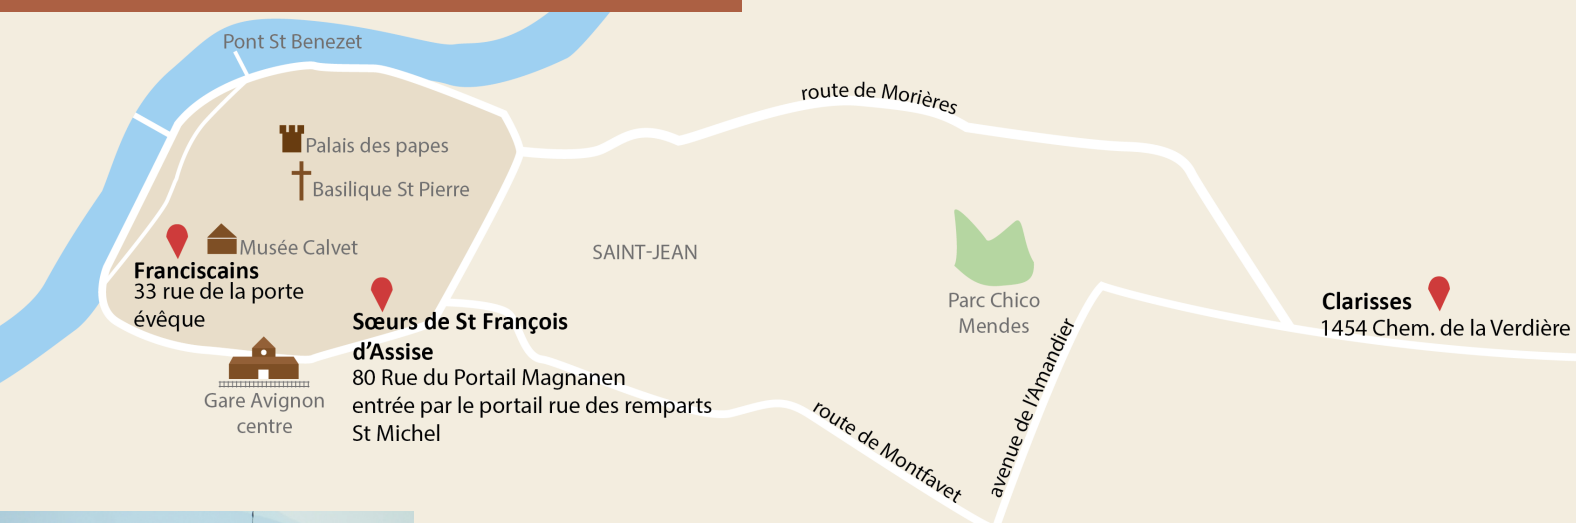 Pont St Benezet
route de Morières
Palais des papes
Basilique St Pierre
Musée Calvet
SAINT-JEAN
Franciscains
33 rue de la porte
évêque
Sœurs de St François
d'Assise
80 Rue du Portail Magnanen
entrée par le portail rue des remparts
St Michel
Gare Avignon
centre
Parc Chico
Mendes
Clarisses
1454 Chem. de la Verdière
avenue de l'Amandier
route de Montfavet